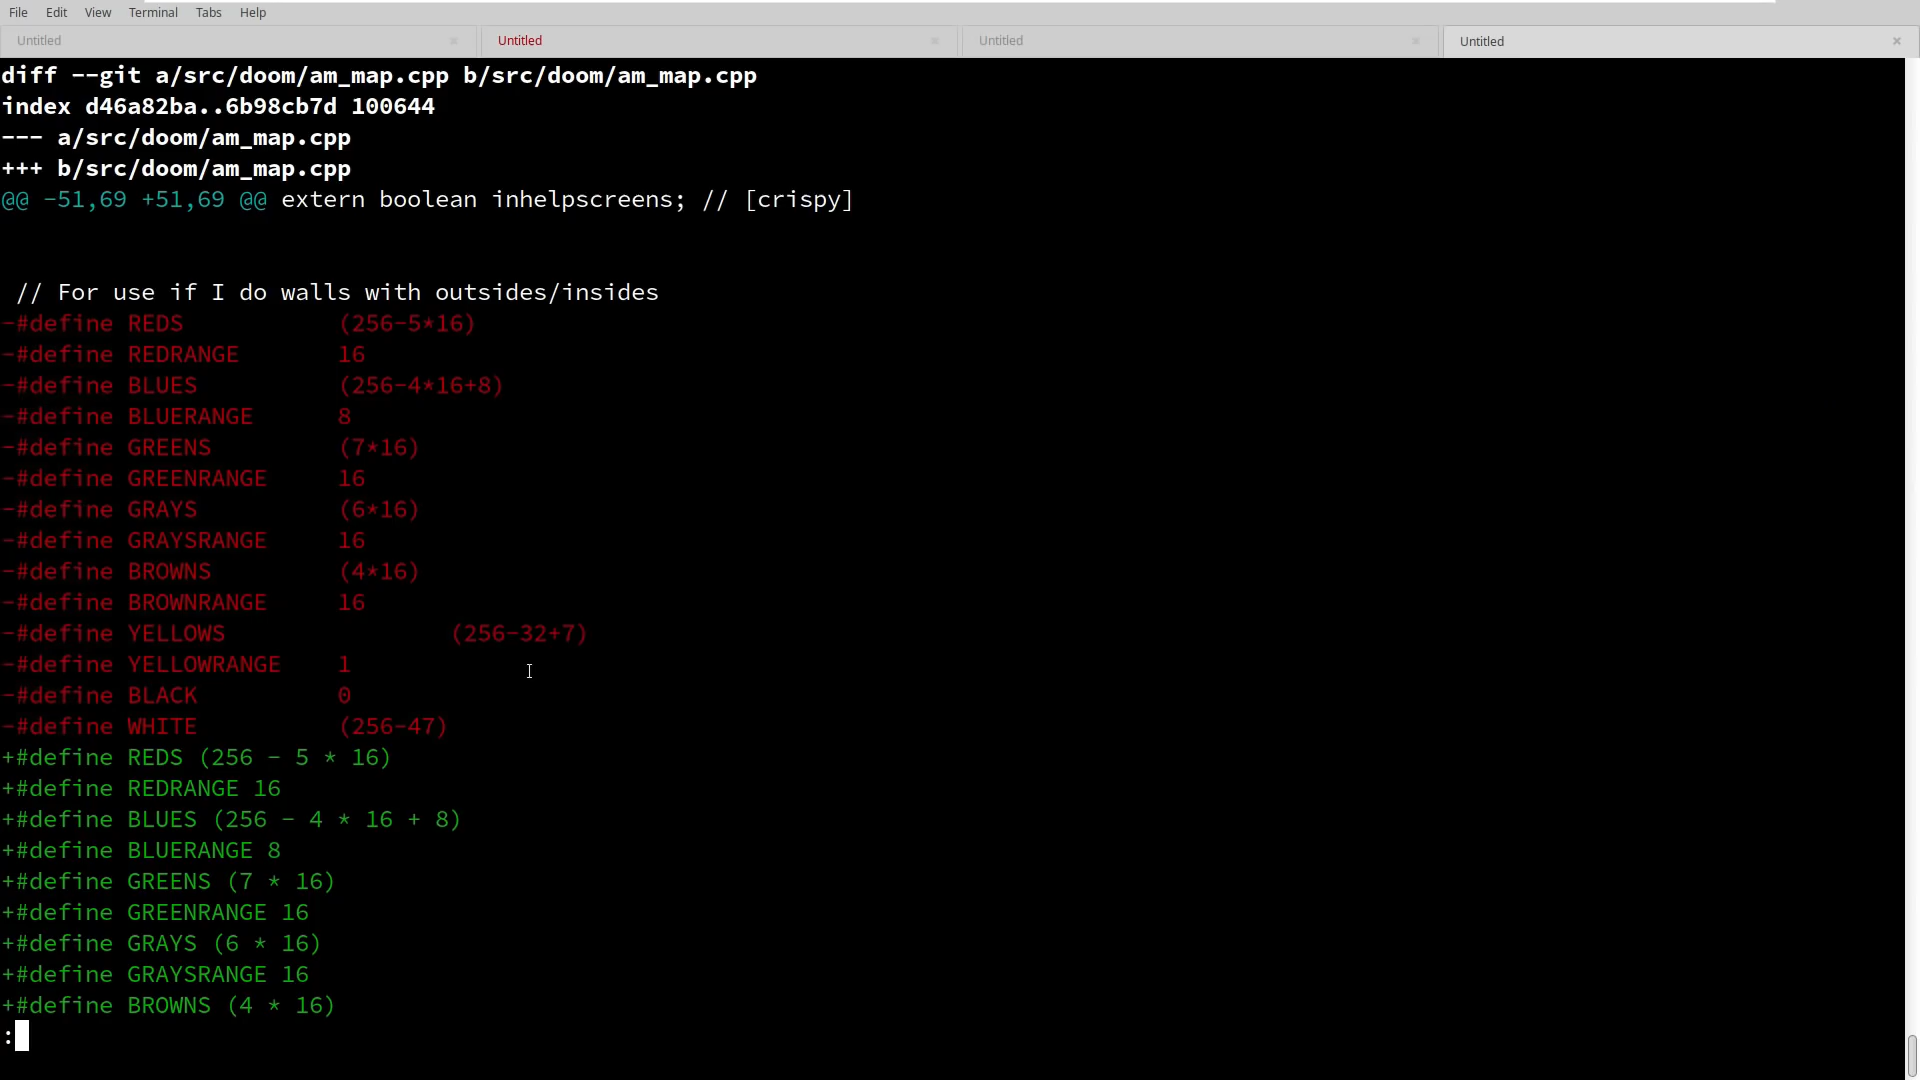 File Edit View Terminal Tabs Help
Untitled Untitled Untitled Untitled
diff --git a/src/doom/am_map.cpp b/src/doom/am_map.cpp
index d46a82ba..6b98cb7d 100644
--- a/src/doom/am_map.cpp
+++ b/src/doom/am_map.cpp
@@ -51,69 +51,69 @@ extern boolean inhelpscreens; // [crispy]
// For use if I do walls with outsides/insides
-#define REDS (256-5*16)
-#define REDRANGE 16
-#define BLUES (256-4*16+8)
-#define BLUERANGE 8
-#define GREENS (7*16)
-#define GREENRANGE 16
-#define GRAYS (6*16)
-#define GRAYSRANGE 16
-#define BROWNS (4*16)
-#define BROWNRANGE 16
-#define YELLOWS (256-32+7)
-#define YELLOWRANGE 1
-#define BLACK 0
-#define WHITE (256-47)
+#define REDS (256 - 5 * 16)
+#define REDRANGE 16
+#define BLUES (256 - 4 * 16 + 8)
+#define BLUERANGE 8
+#define GREENS (7 * 16)
+#define GREENRANGE 16
+#define GRAYS (6 * 16)
+#define GRAYSRANGE 16
+#define BROWNS (4 * 16)
: